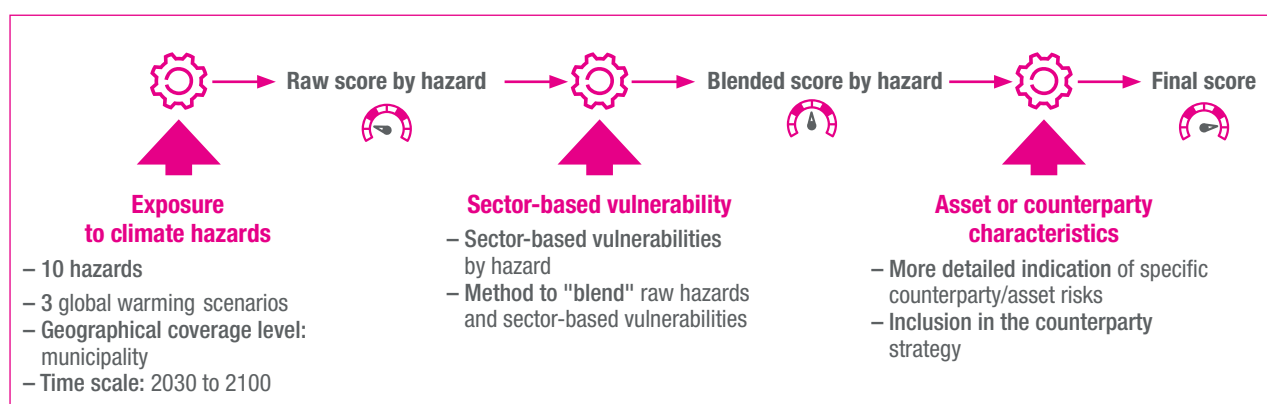 Raw score by hazard
Blended score by hazard
Final score
Exposure
to climate hazards
– 10 hazards
– 3 global warming scenarios
– Geographical coverage level:
municipality
– Time scale: 2030 to 2100
Sector-based vulnerability
– Sector-based vulnerabilities
by hazard
– Method to "blend" raw hazards
and sector-based vulnerabilities
Asset or counterparty
characteristics
– More detailed indication of specific
counterparty/asset risks
– Inclusion in the counterparty
strategy